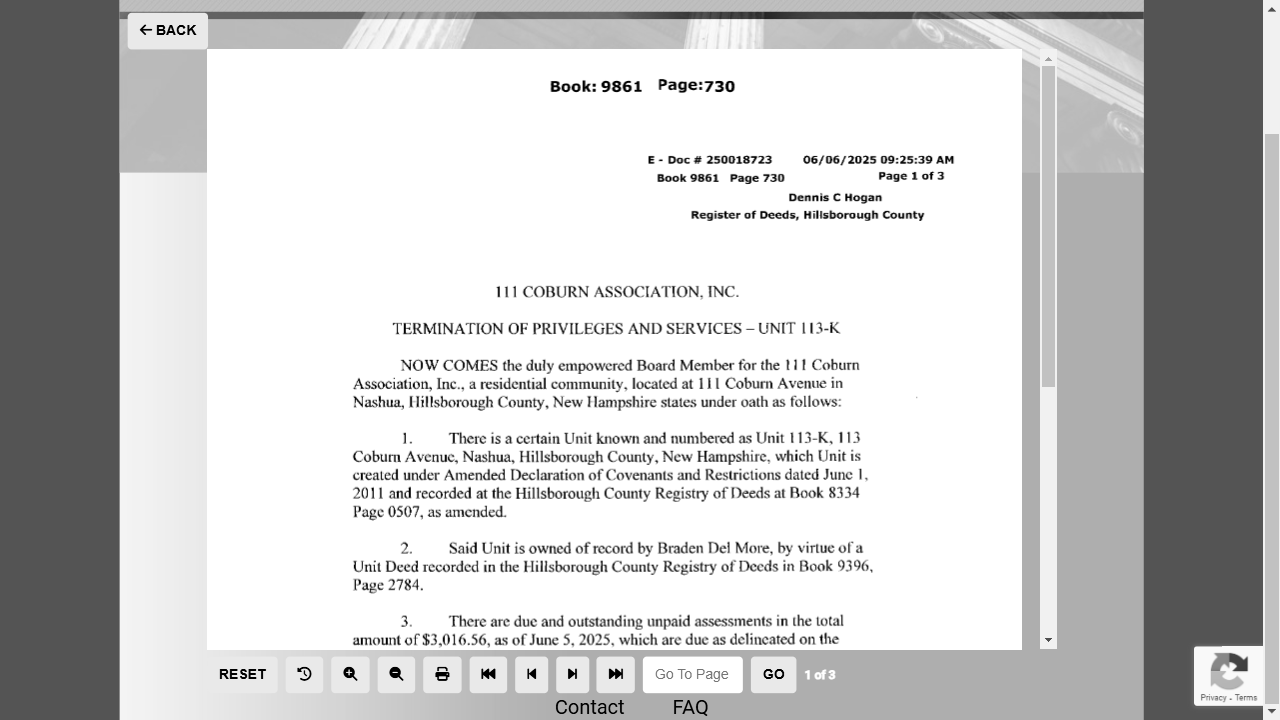 BACK
Book: 9861 Page:730
E - Doc # 250018723 06/06/2025 09:25:39 AM
Book 9861 Page 730 Page 1 of 3
Dennis C Hogan
Register of Deeds, Hillsborough County
111 COBURN ASSOCIATION, INC.
TERMINATION OF PRIVILEGES AND SERVICES – UNIT 113-K
NOW COMES the duly empowered Board Member for the 111 Coburn
Association, Inc., a residential community, located at 111 Coburn Avenue in
Nashua, Hillsborough County, New Hampshire states under oath as follows:
1. There is a certain Unit known and numbered as Unit 113-K, 113
Coburn Avenue, Nashua, Hillsborough County, New Hampshire, which Unit is
created under Amended Declaration of Covenants and Restrictions dated June 1,
2011 and recorded at the Hillsborough County Registry of Deeds at Book 8334
Page 0507, as amended.
2. Said Unit is owned of record by Braden Del More, by virtue of a
Unit Deed recorded in the Hillsborough County Registry of Deeds in Book 9396,
Page 2784.
3. There are due and outstanding unpaid assessments in the total
amount of $3,016.56, as of June 5, 2025, which are due as delineated on the
RESET Go To Page GO 1 of 3
Contact FAQ
Privacy - Terms